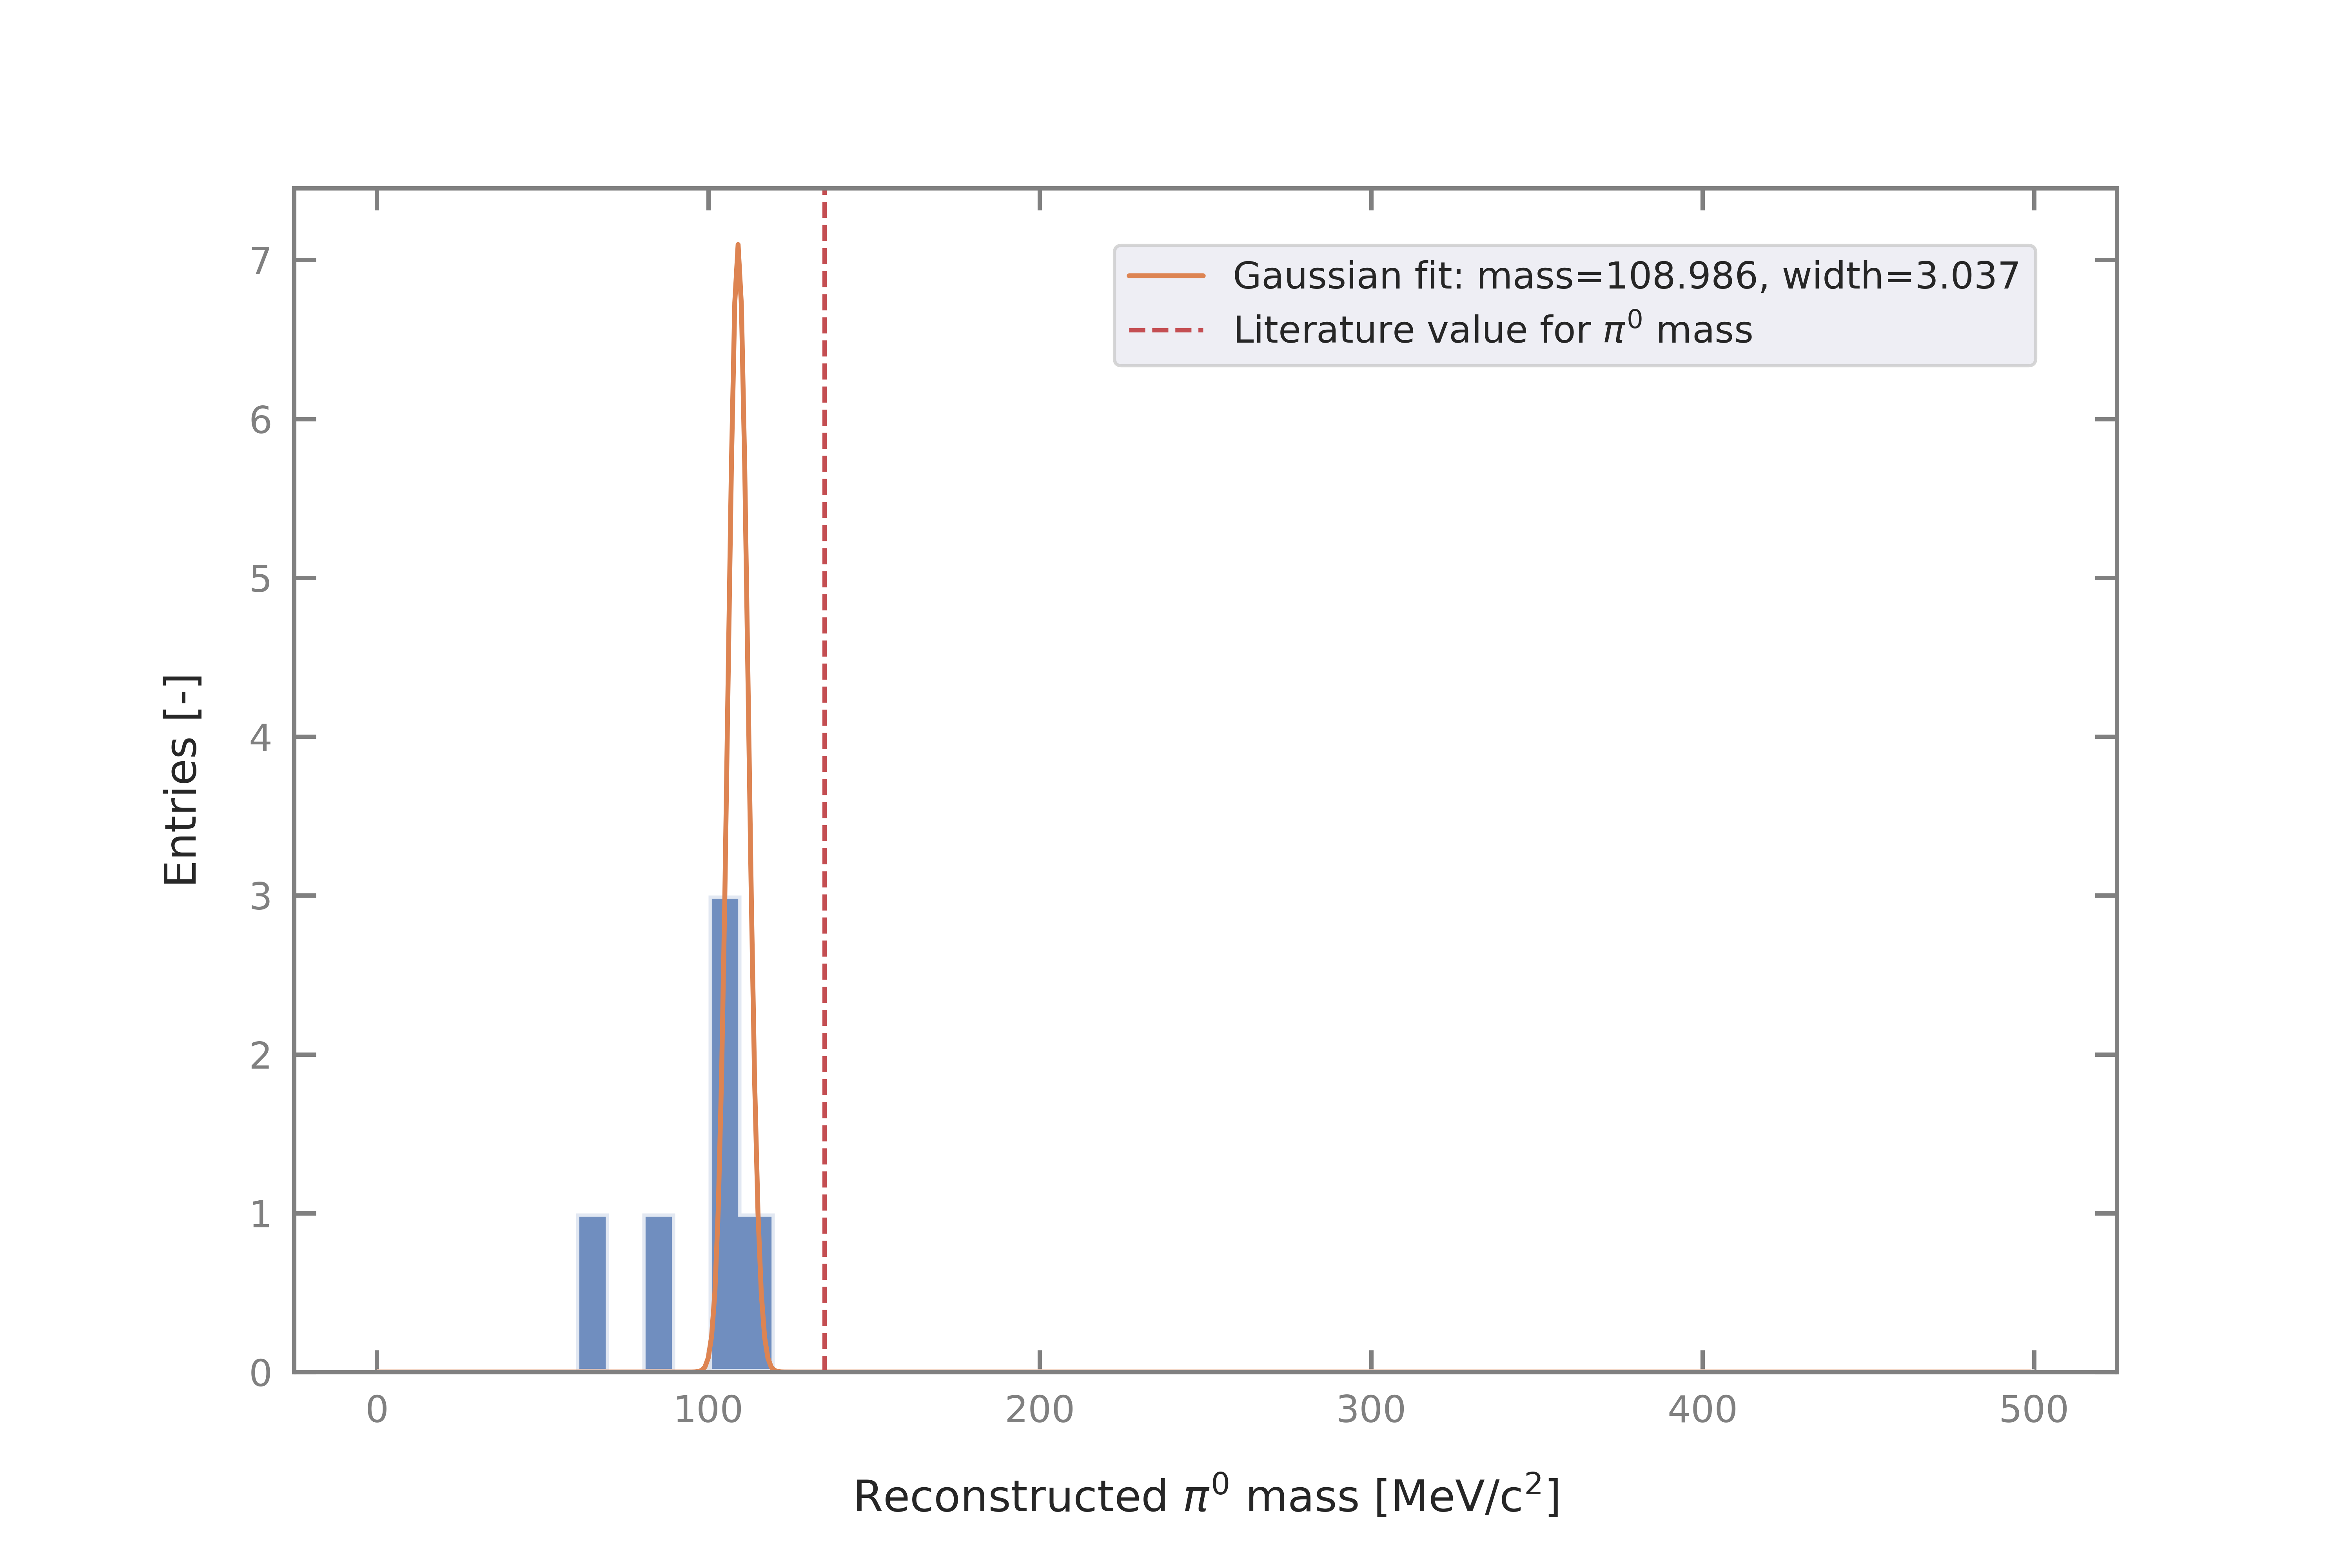 Gaussian fit: mass=108.986, width=3.037
Literature value for π⁰ mass
7
6
5
4
3
2
1
0
Entries [-]
0 100 200 300 400 500
Reconstructed π⁰ mass [MeV/c²]